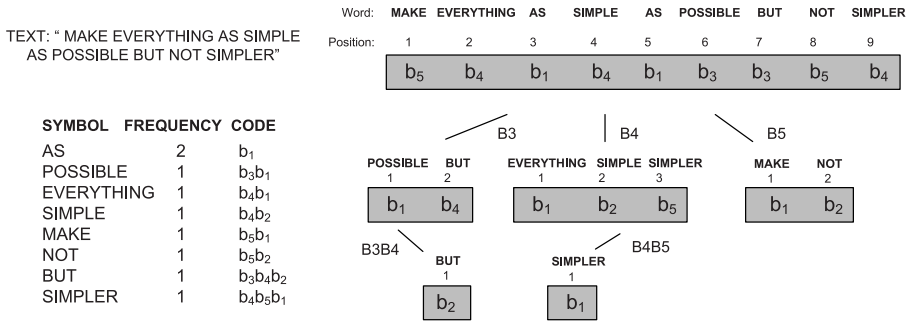 TEXT: “ MAKE EVERYTHING AS SIMPLE
AS POSSIBLE BUT NOT SIMPLER”
SYMBOL FREQUENCY CODE
AS 2 b₁
POSSIBLE 1 b₃b₁
EVERYTHING 1 b₄b₁
SIMPLE 1 b₄b₂
MAKE 1 b₅b₁
NOT 1 b₅b₂
BUT 1 b₃b₄b₂
SIMPLER 1 b₄b₅b₁
Word: MAKE EVERYTHING AS SIMPLE AS POSSIBLE BUT NOT SIMPLER
Position: 1 2 3 4 5 6 7 8 9
b₅ b₄ b₁ b₄ b₁ b₃ b₃ b₅ b₄
B3 B4 B5
POSSIBLE BUT EVERYTHING SIMPLE SIMPLER MAKE NOT
1 2 1 2 3 1 2
b₁ b₄ b₁ b₂ b₅ b₁ b₂
B3B4 B4B5
BUT SIMPLER
1 1
b₂ b₁